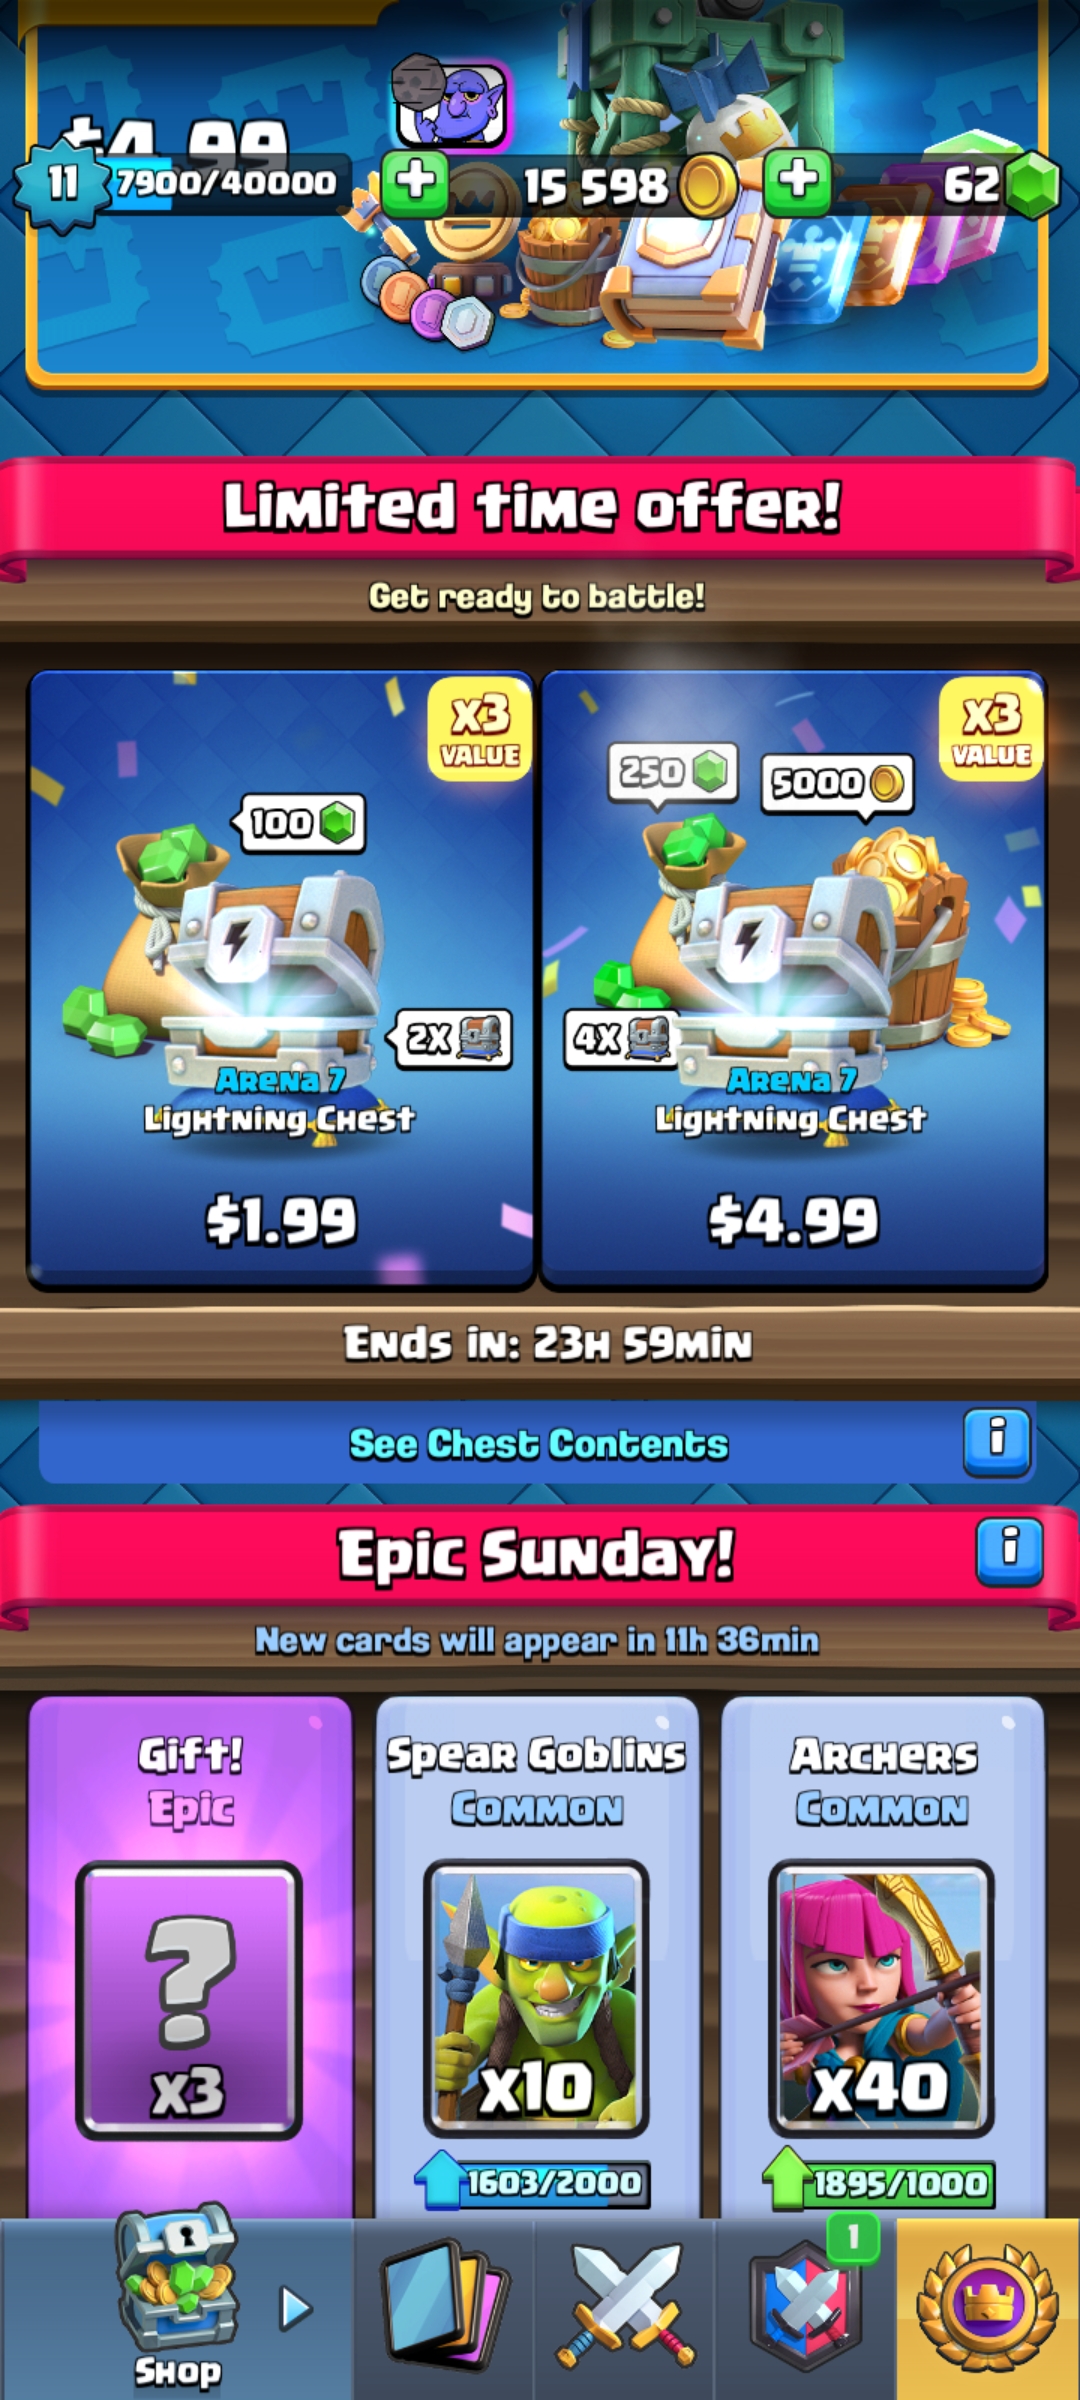 $4.99
11
7900/40000
15 598
62
Limited time offer!
Get ready to battle!
x3
VALUE
100
2X
Arena 7
Lightning Chest
$1.99
x3
VALUE
250
5000
4X
Arena 7
Lightning Chest
$4.99
Ends in: 23h 59min
See Chest Contents
i
Epic Sunday!
i
New cards will appear in 11h 36min
Gift!
Epic
?
x3
Spear Goblins
Common
x10
1603/2000
Archers
Common
x40
1895/1000
Shop
1